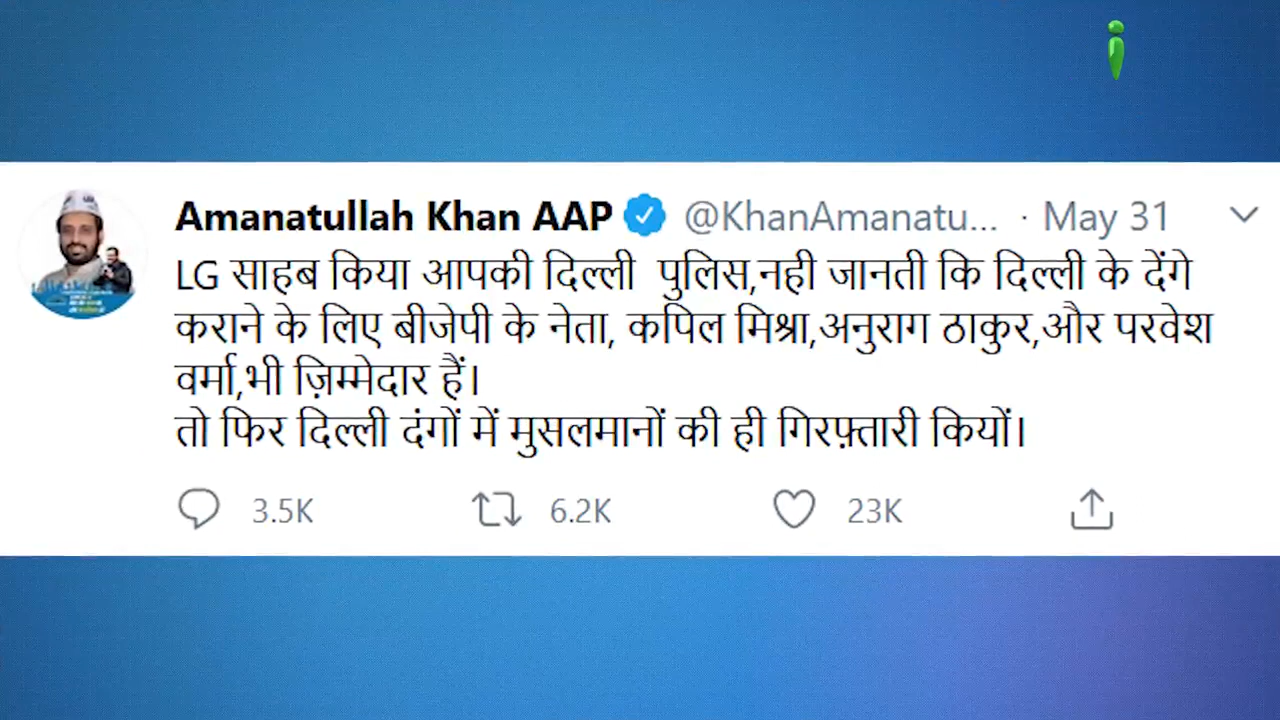 Amanatullah Khan AAP @KhanAmanatu... · May 31
LG साहब किया आपकी दिल्ली पुलिस,नही जानती कि दिल्ली के देंगे
कराने के लिए बीजेपी के नेता, कपिल मिश्रा,अनुराग ठाकुर,और परवेश
वर्मा,भी ज़िम्मेदार हैं।
तो फिर दिल्ली दंगों में मुसलमानों की ही गिरफ़्तारी कियों।
3.5K 6.2K 23K